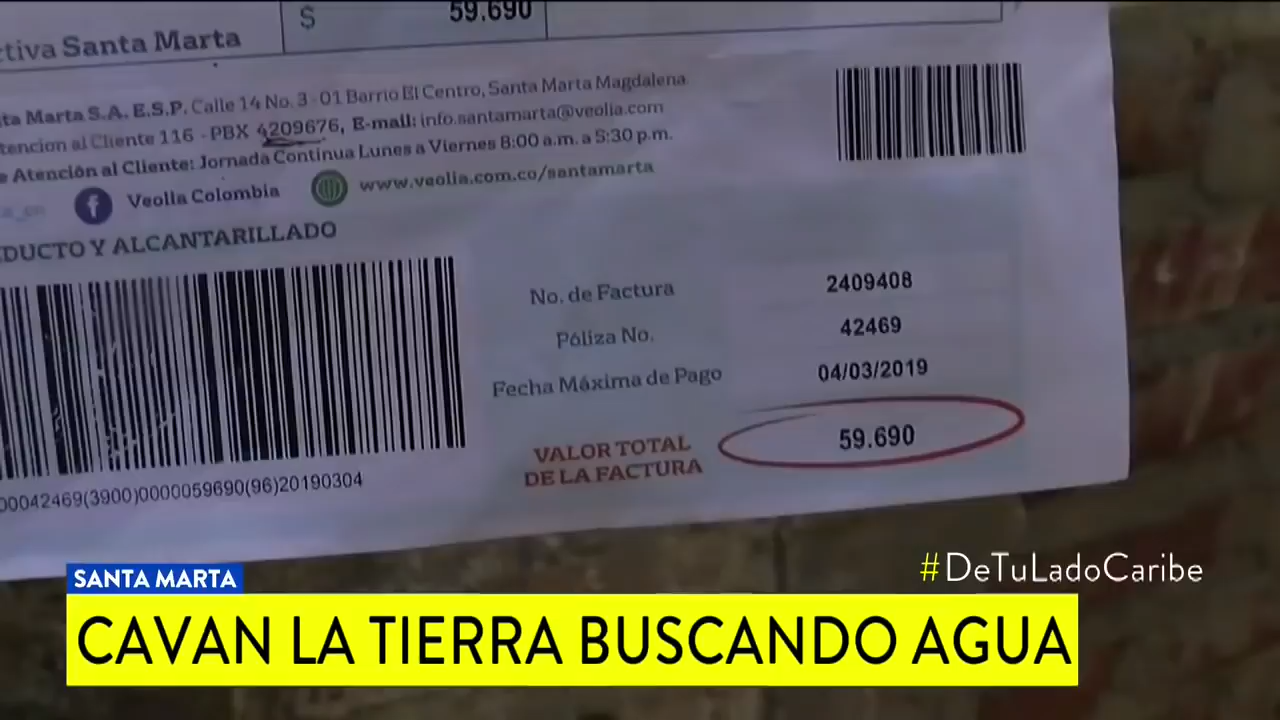 $ 59.690
ctiva Santa Marta
ta Marta S.A. E.S.P. Calle 14 No. 3 - 01 Barrio El Centro, Santa Marta Magdalena
tencion al Cliente 116 - PBX 4209676, E-mail: info.santamarta@veolia.com
e Atención al Cliente: Jornada Continua Lunes a Viernes 8:00 a.m. a 5:30 p.m.
Veolia Colombia www.veolia.com.co/santamarta
DUCTO Y ALCANTARILLADO
No. de Factura 2409408
Póliza No. 42469
Fecha Máxima de Pago 04/03/2019
VALOR TOTAL
DE LA FACTURA
59.690
00042469(3900)0000059690(96)20190304
#DeTuLadoCaribe
SANTA MARTA
CAVAN LA TIERRA BUSCANDO AGUA